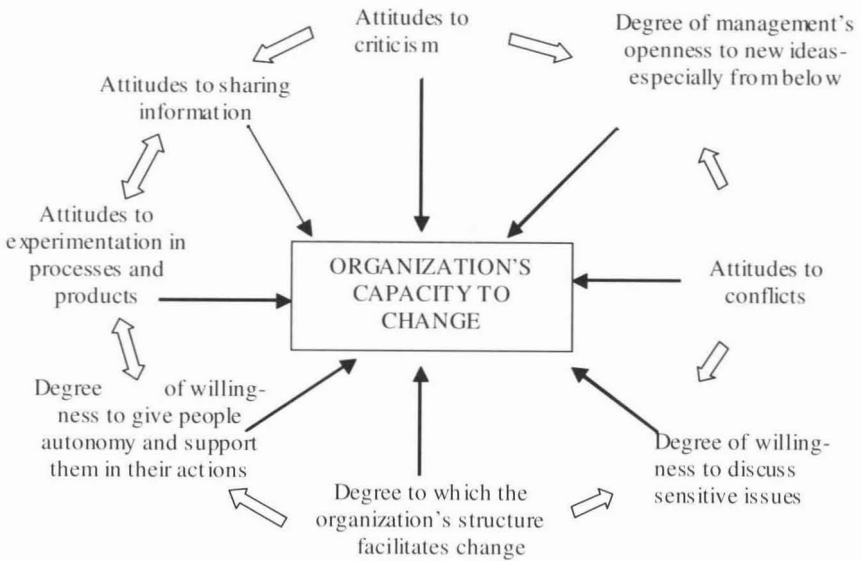 Attitudes to
criticism
Degree of management's
openness to new ideas-
especially from below
Attitudes to sharing
information
Attitudes to
experimentation in
processes and
products
ORGANIZATION'S
CAPACITY TO
CHANGE
Attitudes to
conflicts
Degree of willing-
ness to give people
autonomy and support
them in their actions
Degree to which the
organization's structure
facilitates change
Degree of willing-
ness to discuss
sensitive issues